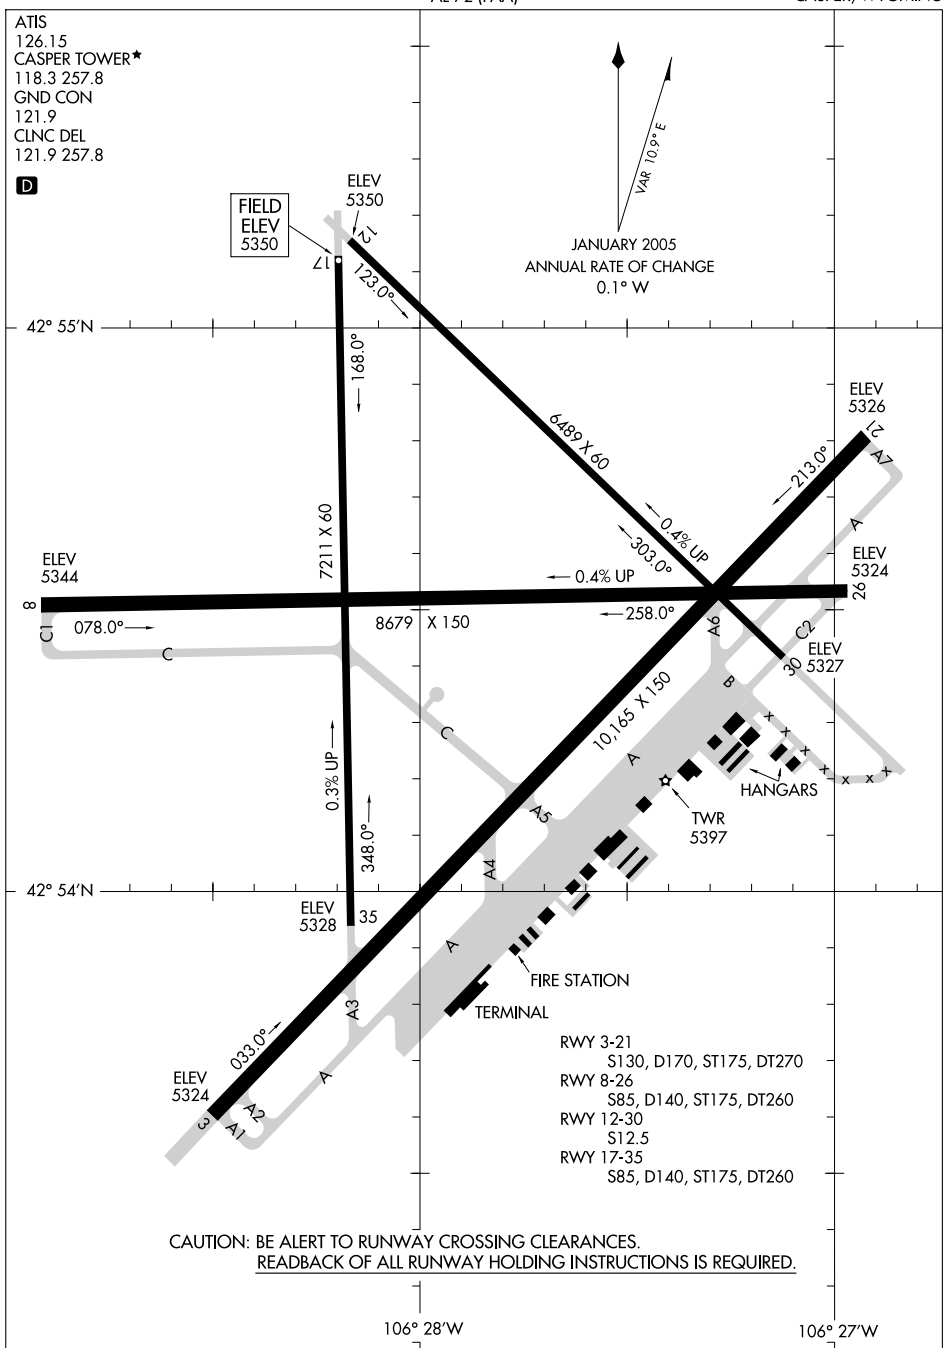 AL-72 (FAA)
CASPER, WYOMING
ATIS
126.15
CASPER TOWER★
118.3 257.8
GND CON
121.9
CLNC DEL
121.9 257.8
D
VAR 10.9° E
JANUARY 2005
ANNUAL RATE OF CHANGE
0.1° W
FIELD
ELEV
5350
ELEV
5350
12
17
123.0°
42° 55'N
168.0°
6489 X 60
7211 X 60
ELEV
5326
21
A7
213.0°
A
0.4% UP
303.0°
ELEV
5344
8
C1
078.0°
C
0.4% UP
258.0°
8679 X 150
ELEV
5324
26
A6
C2
ELEV
5327
30
B
10,165 X 150
C
A
0.3% UP
348.0°
HANGARS
TWR
5397
A5
A4
42° 54'N
ELEV
5328
35
A
FIRE STATION
TERMINAL
A3
033.0°
A
ELEV
5324
3
A2
A1
RWY 3-21
S130, D170, ST175, DT270
RWY 8-26
S85, D140, ST175, DT260
RWY 12-30
S12.5
RWY 17-35
S85, D140, ST175, DT260
CAUTION: BE ALERT TO RUNWAY CROSSING CLEARANCES.
READBACK OF ALL RUNWAY HOLDING INSTRUCTIONS IS REQUIRED.
106° 28'W
106° 27'W